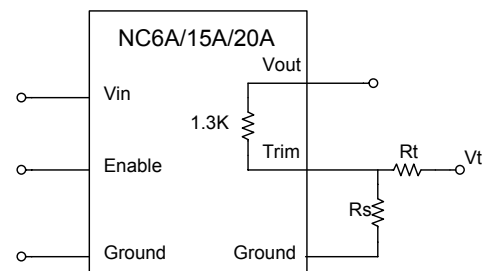 NC6A/15A/20A
Vout
Vin
1.3K
Trim
Rt
Vt
Enable
Rs
Ground
Ground